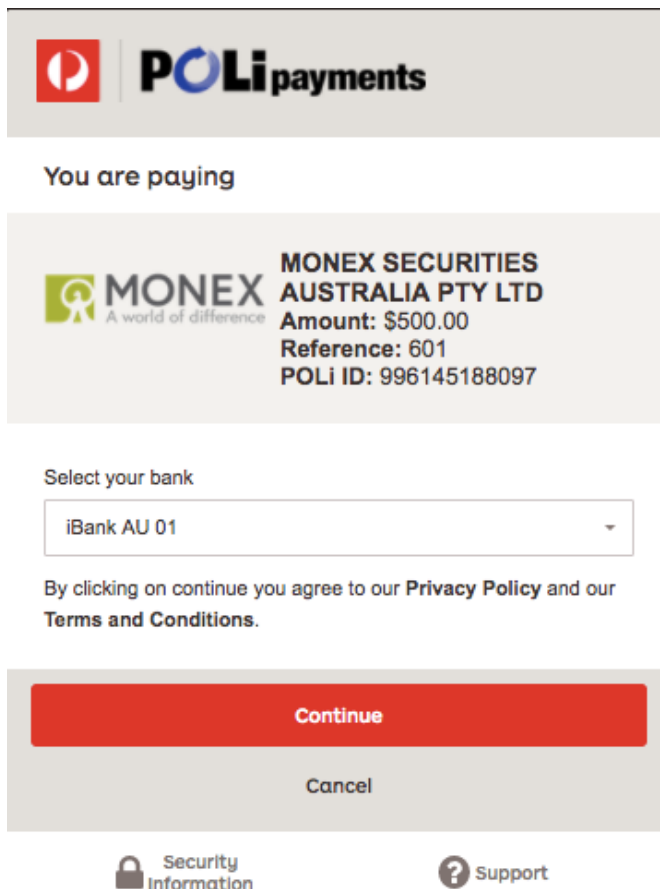 POLi payments
You are paying
MONEX
A world of difference
MONEX SECURITIES
AUSTRALIA PTY LTD
Amount: $500.00
Reference: 601
POLi ID: 996145188097
Select your bank
iBank AU 01
By clicking on continue you agree to our Privacy Policy and our
Terms and Conditions.
Continue
Cancel
Security
Information
Support